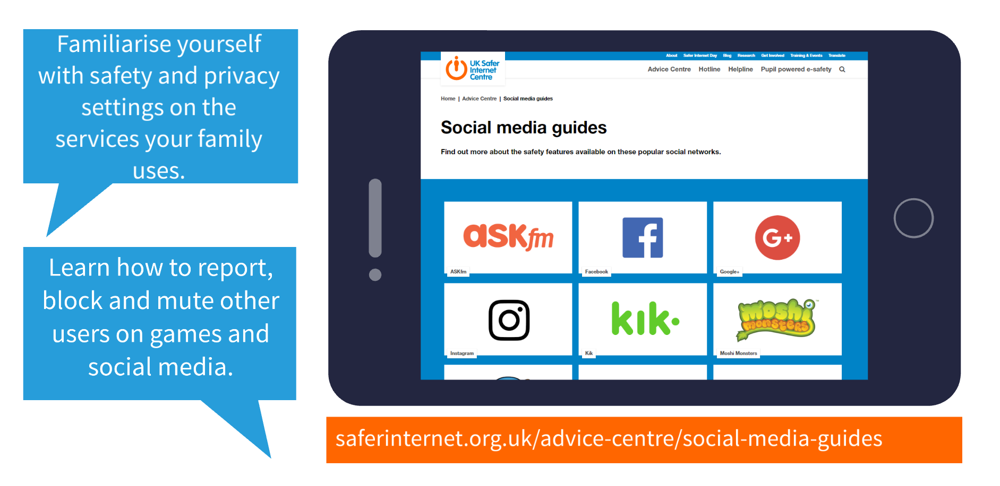 Familiarise yourself
with safety and privacy
settings on the
services your family
uses.
Learn how to report,
block and mute other
users on games and
social media.
UK Safer
Internet
Centre
About Safer Internet Day Blog Research Get Involved Training & Events Translate
Advice Centre Hotline Helpline Pupil powered e-safety
Home | Advice Centre | Social media guides
Social media guides
Find out more about the safety features available on these popular social networks.
ASKfm
G+
ASKfm Facebook Google+
kik.
moshi
monsters
TM
Instagram Kik Moshi Monsters
saferinternet.org.uk/advice-centre/social-media-guides